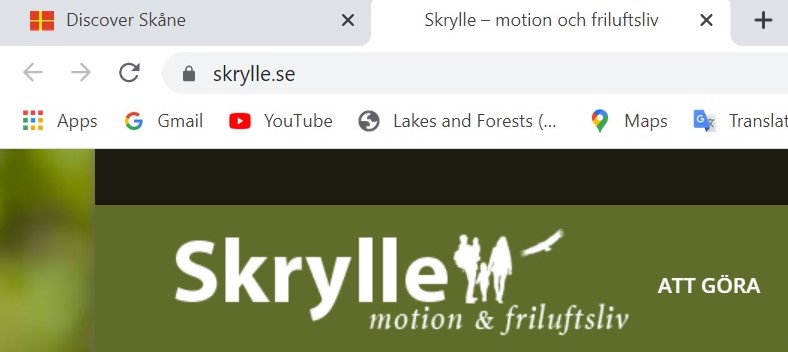 Discover Skåne
Skrylle – motion och friluftsliv
skrylle.se
Apps Gmail YouTube Lakes and Forests (... Maps Translat
Skrylle
motion & friluftsliv
ATT GÖRA